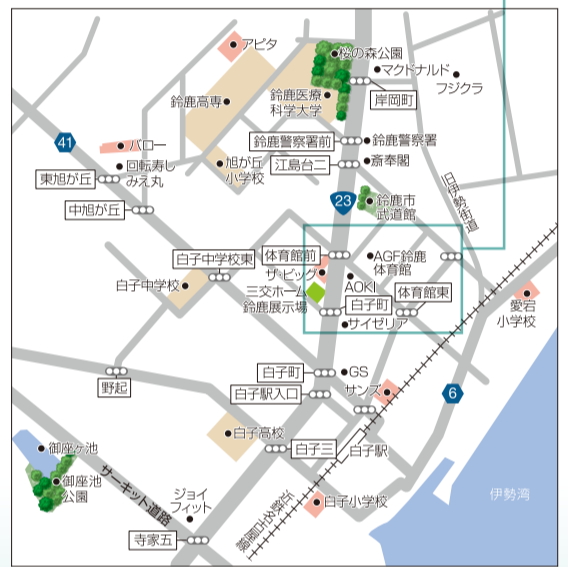 アピタ
桜の森公園
マクドナルド
フジクラ
鈴鹿高専
鈴鹿医療
科学大学
岸岡町
41
バロー
鈴鹿警察署前
鈴鹿警察署
回転寿し
みえ丸
旭が丘
小学校
江島台二
斎奉閣
東旭が丘
中旭が丘
23
鈴鹿市
武道館
旧伊勢街道
白子中学校東
体育館前
AGF鈴鹿
体育館
ザ・ビッグ
白子中学校
AOKI
三交ホーム
鈴鹿展示場
白子町
体育館東
サイゼリア
愛宕
小学校
白子町
GS
野起
白子駅入口
サンズ
6
白子高校
白子三
白子駅
御座ヶ池
御座池
公園
サーキット道路
ジョイ
フィット
白子小学校
伊勢湾
寺家五
近鉄名古屋線